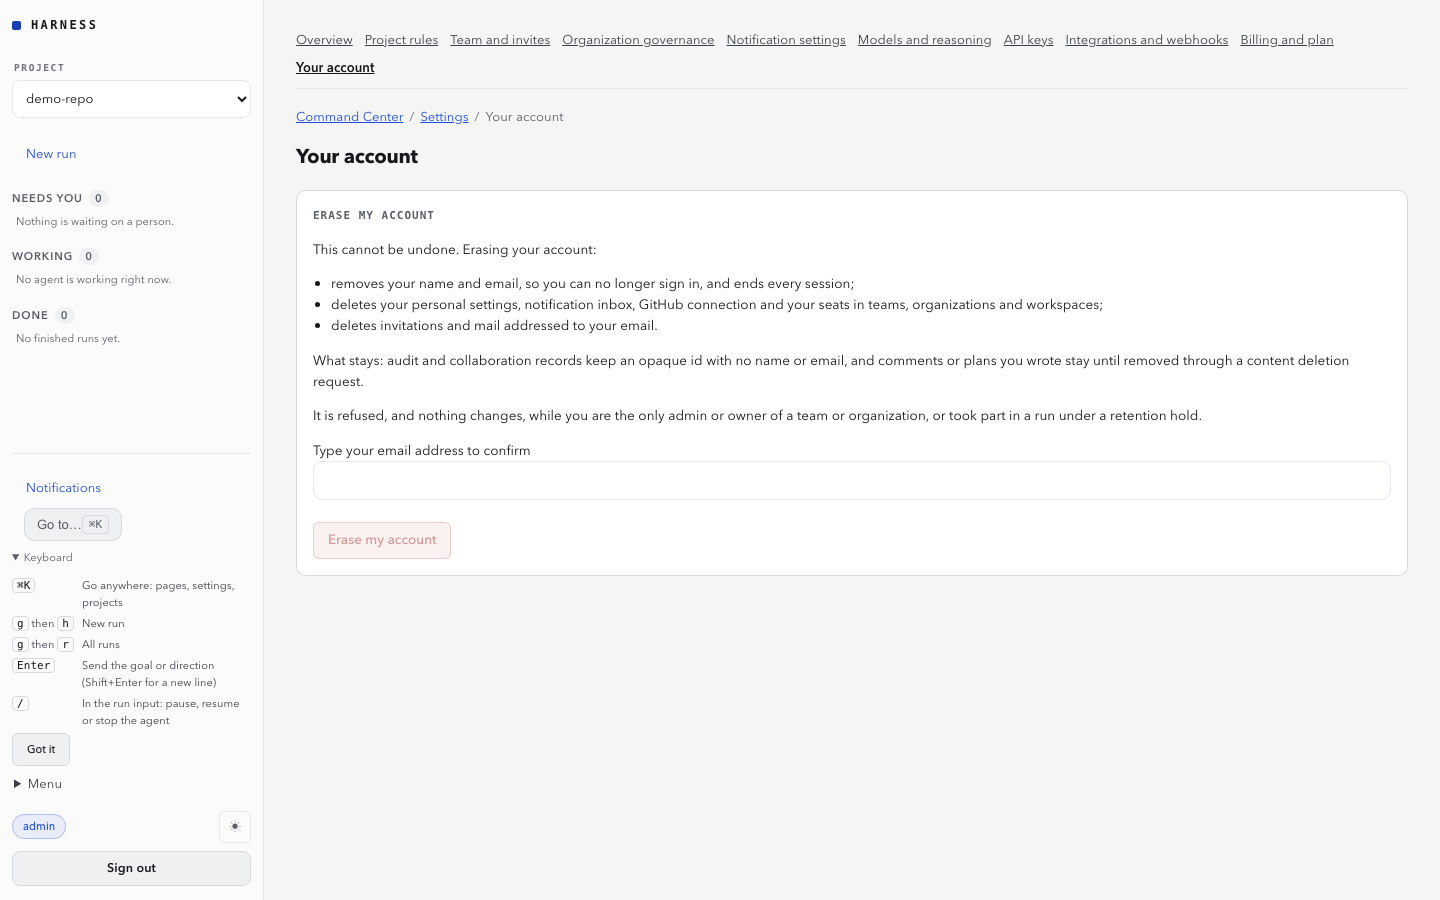 HARNESS
PROJECT
demo-repo
New run
NEEDS YOU 0
Nothing is waiting on a person.
WORKING 0
No agent is working right now.
DONE 0
No finished runs yet.
Notifications
Go to... ⌘K
Keyboard
⌘K Go anywhere: pages, settings,
projects
g then h New run
g then r All runs
Enter Send the goal or direction
(Shift+Enter for a new line)
/ In the run input: pause, resume
or stop the agent
Got it
Menu
admin
Sign out
Overview Project rules Team and invites Organization governance Notification settings Models and reasoning API keys Integrations and webhooks Billing and plan
Your account
Command Center / Settings / Your account
Your account
ERASE MY ACCOUNT
This cannot be undone. Erasing your account:
• removes your name and email, so you can no longer sign in, and ends every session;
• deletes your personal settings, notification inbox, GitHub connection and your seats in teams, organizations and workspaces;
• deletes invitations and mail addressed to your email.
What stays: audit and collaboration records keep an opaque id with no name or email, and comments or plans you wrote stay until removed through a content deletion
request.
It is refused, and nothing changes, while you are the only admin or owner of a team or organization, or took part in a run under a retention hold.
Type your email address to confirm
Erase my account